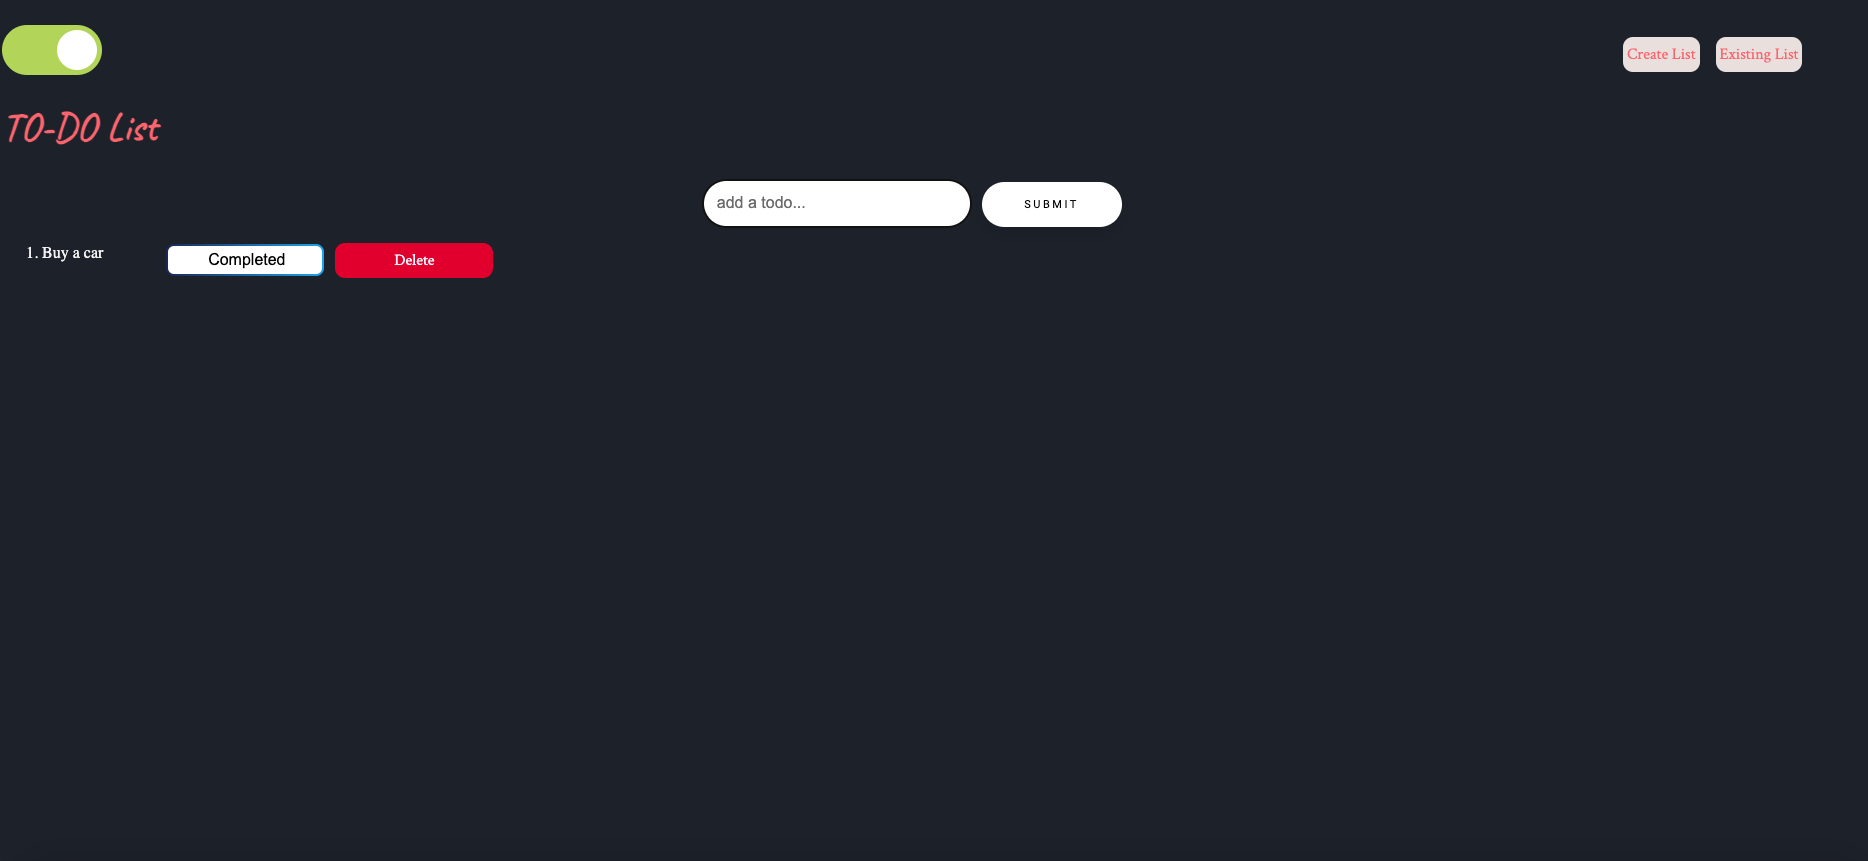 Create List Existing List
TO-DO List
add a todo... SUBMIT
1. Buy a car Completed Delete